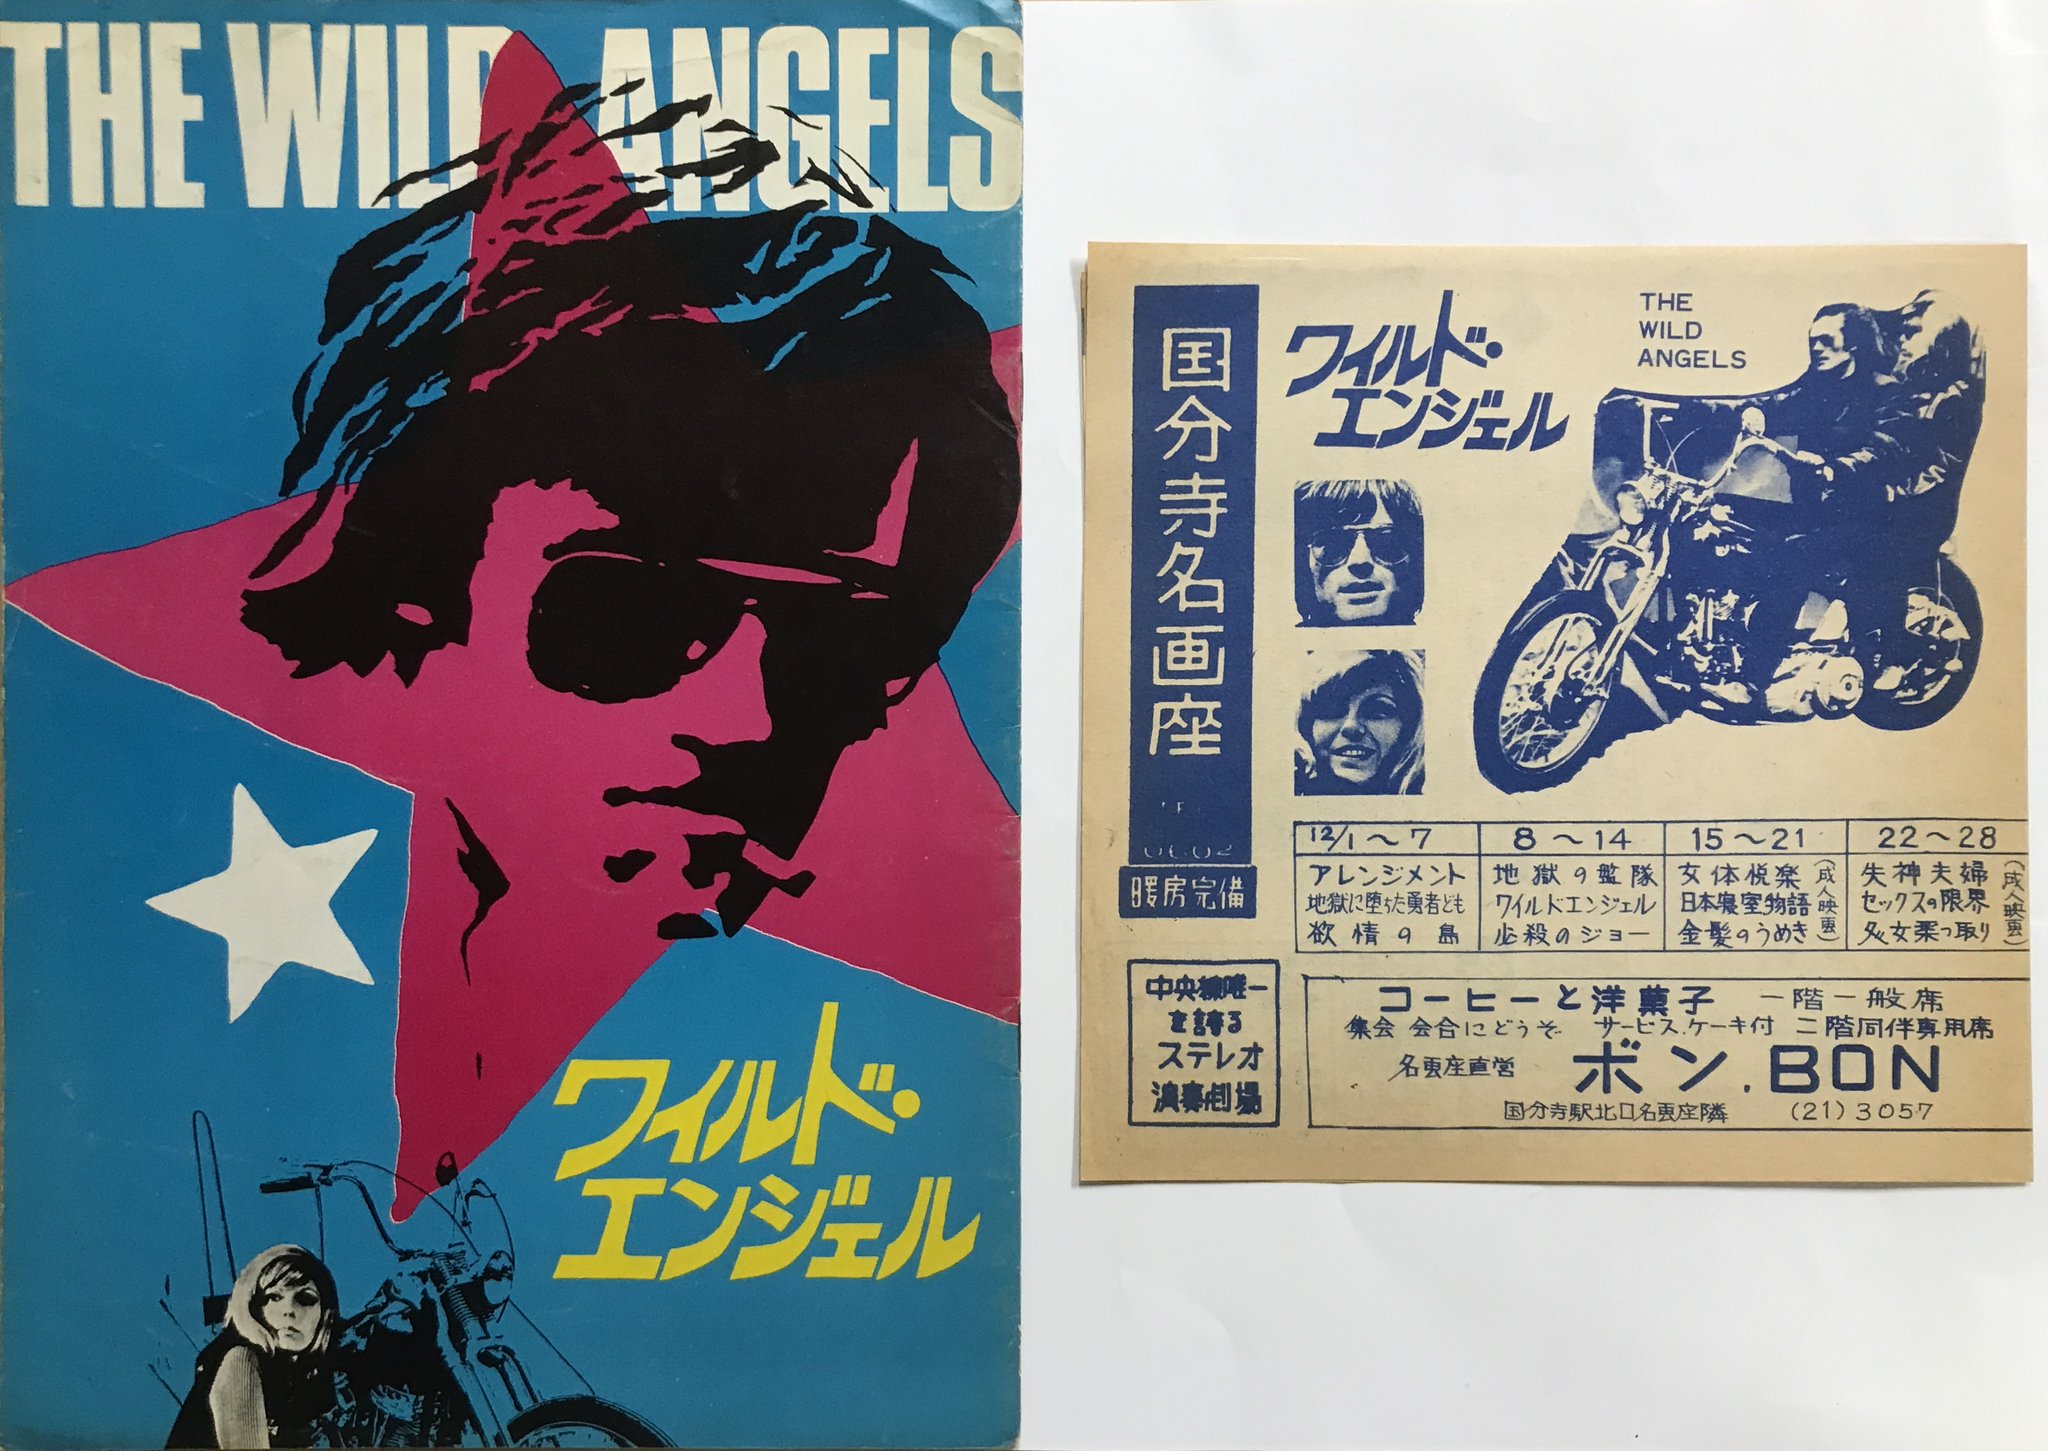 THE WILD ANGELS
ワイルド・
エンジェル
国分寺名画座
暖房完備
中央線唯一
を誇る
ステレオ
演奏劇場
ワイルド・
エンジェル
THE
WILD
ANGELS
12/1～7
アレンジメント
地獄に堕ちた勇者ども
欲情の島
8～14
地獄の艦隊
ワイルドエンジェル
必殺のジョー
15～21
女体悦楽
日本寝室物語
金髪のうめき
(成人映画)
22～28
失神夫婦
セックスの限界
処女乗っ取り
(成人映画)
コーヒーと洋菓子 一階一般席
集会 会合にどうぞ サービス.ケーキ付 二階同伴専用席
名画座直営 ボン.BON
国分寺駅北口名画座隣 (21)3057